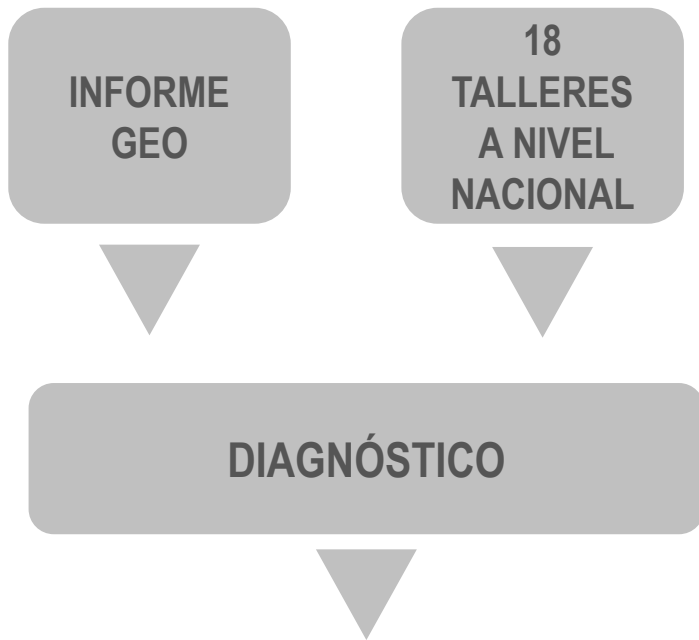 INFORME
GEO
18
TALLERES
A NIVEL
NACIONAL
DIAGNÓSTICO